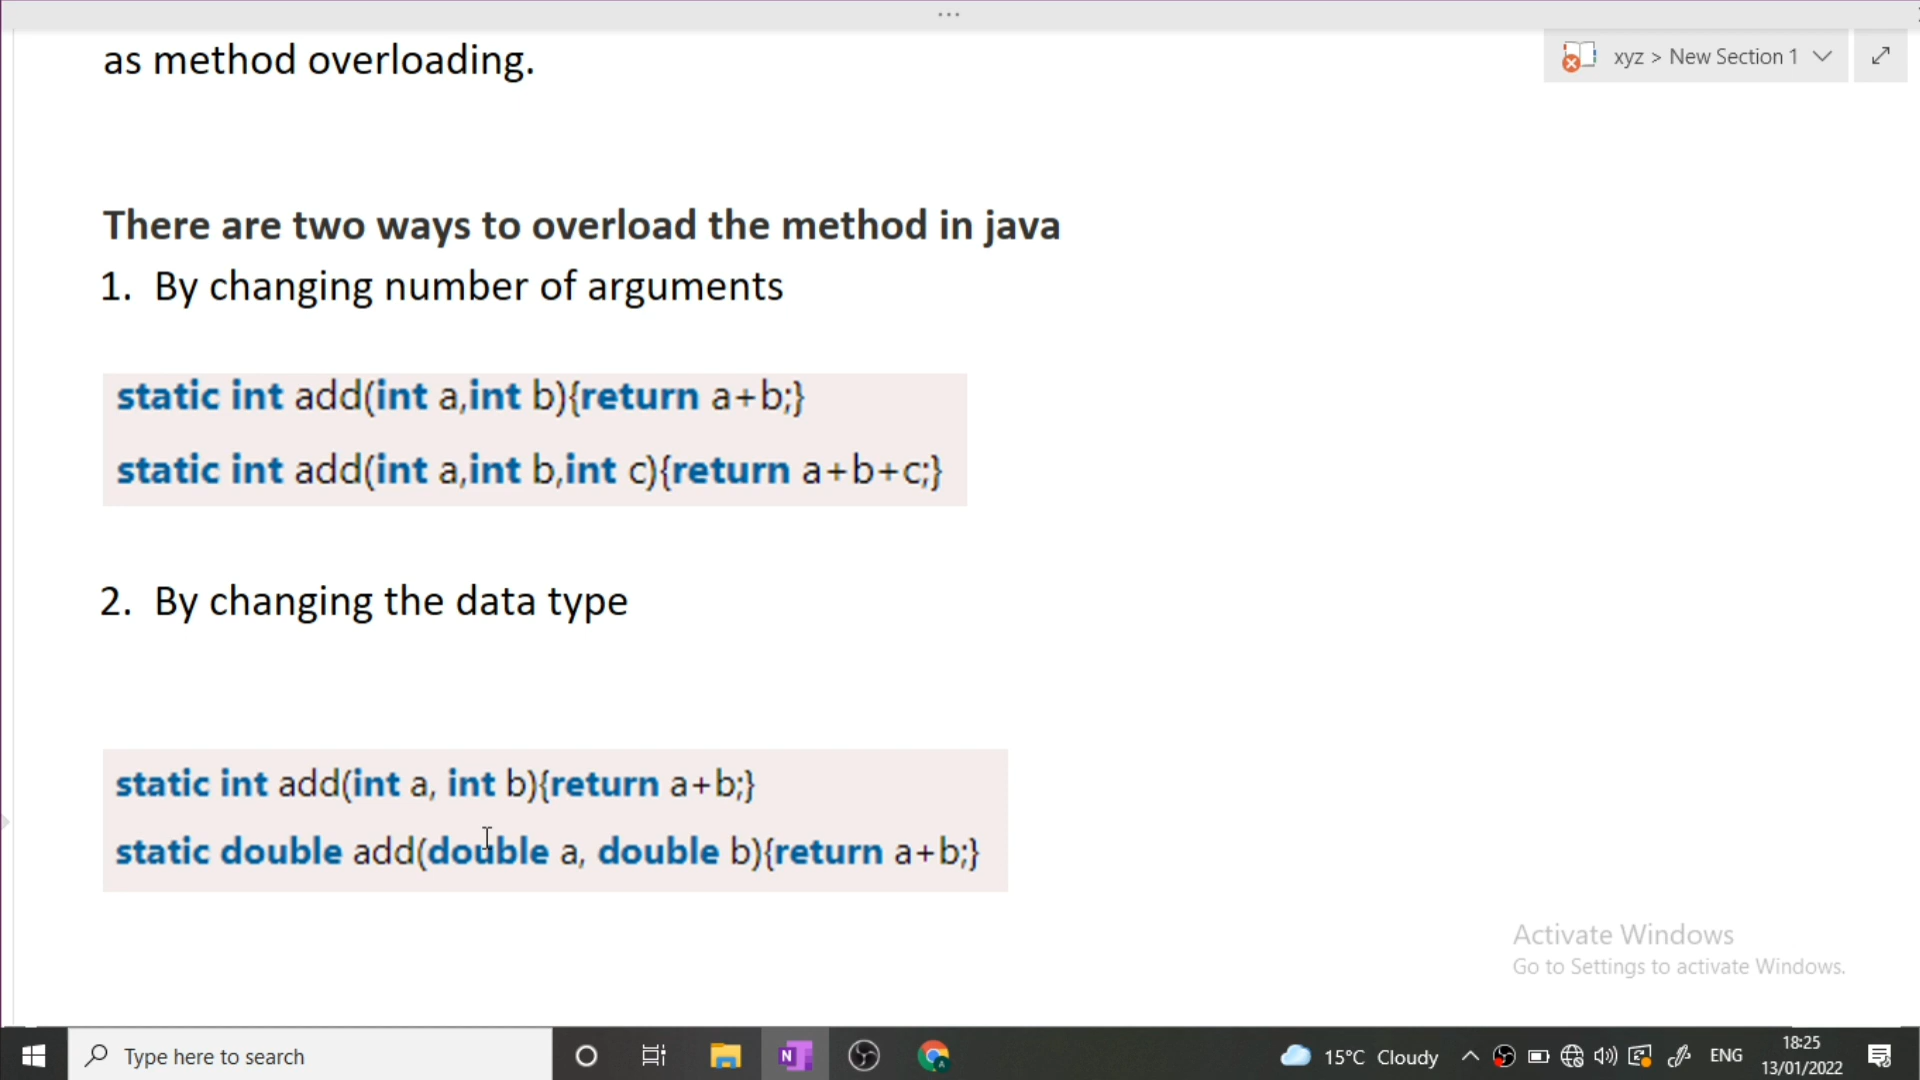 ...
as method overloading.
xyz > New Section 1
There are two ways to overload the method in java
1. By changing number of arguments
static int add(int a,int b){return a+b;}
static int add(int a,int b,int c){return a+b+c;}
2. By changing the data type
static int add(int a, int b){return a+b;}
static double add(double a, double b){return a+b;}
Activate Windows
Go to Settings to activate Windows.
Type here to search
N
A
15°C Cloudy
ENG
18:25
13/01/2022